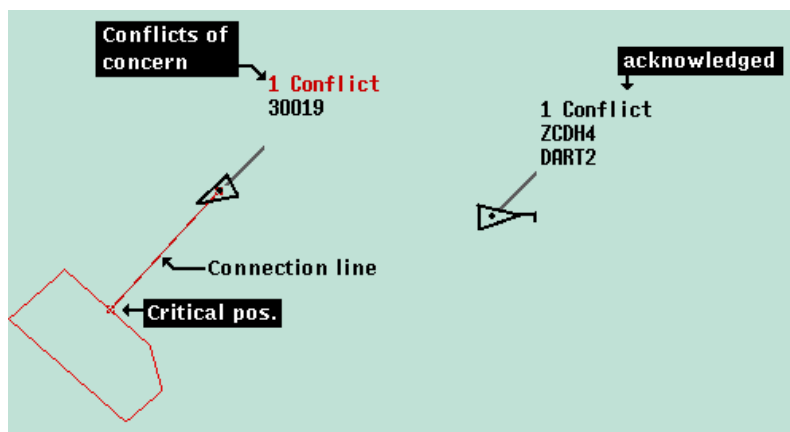 Conflicts of
concern
1 Conflict
30019
acknowledged
1 Conflict
ZCDH4
DART2
Connection line
Critical pos.